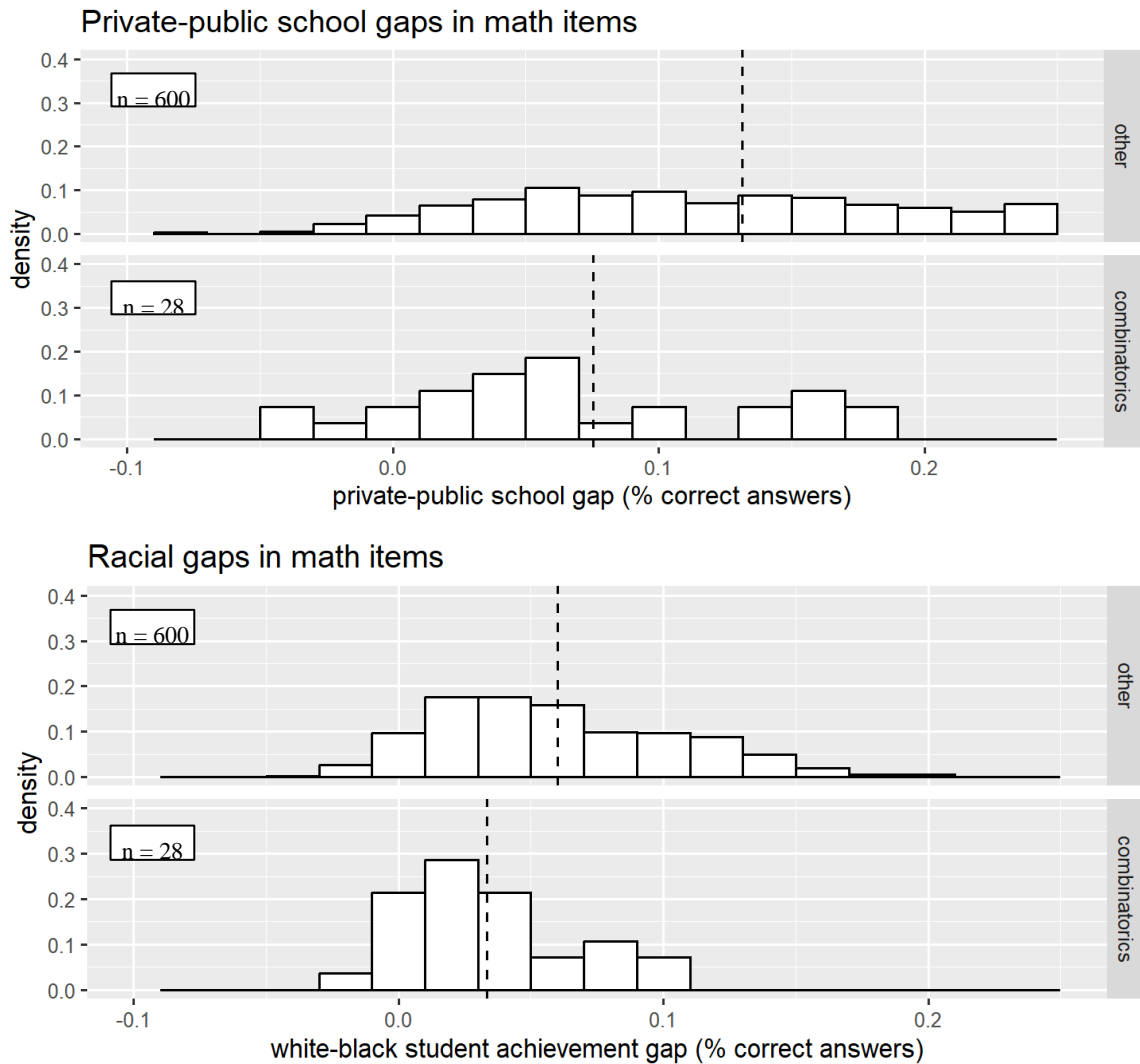 Private-public school gaps in math items
0.4
n = 600
0.3
0.2
0.1
0.0
other
density
0.4
n = 28
0.3
0.2
0.1
0.0
combinatorics
-0.1 0.0 0.1 0.2
private-public school gap (% correct answers)
Racial gaps in math items
0.4
n = 600
0.3
0.2
0.1
0.0
other
density
0.4
n = 28
0.3
0.2
0.1
0.0
combinatorics
-0.1 0.0 0.1 0.2
white-black student achievement gap (% correct answers)